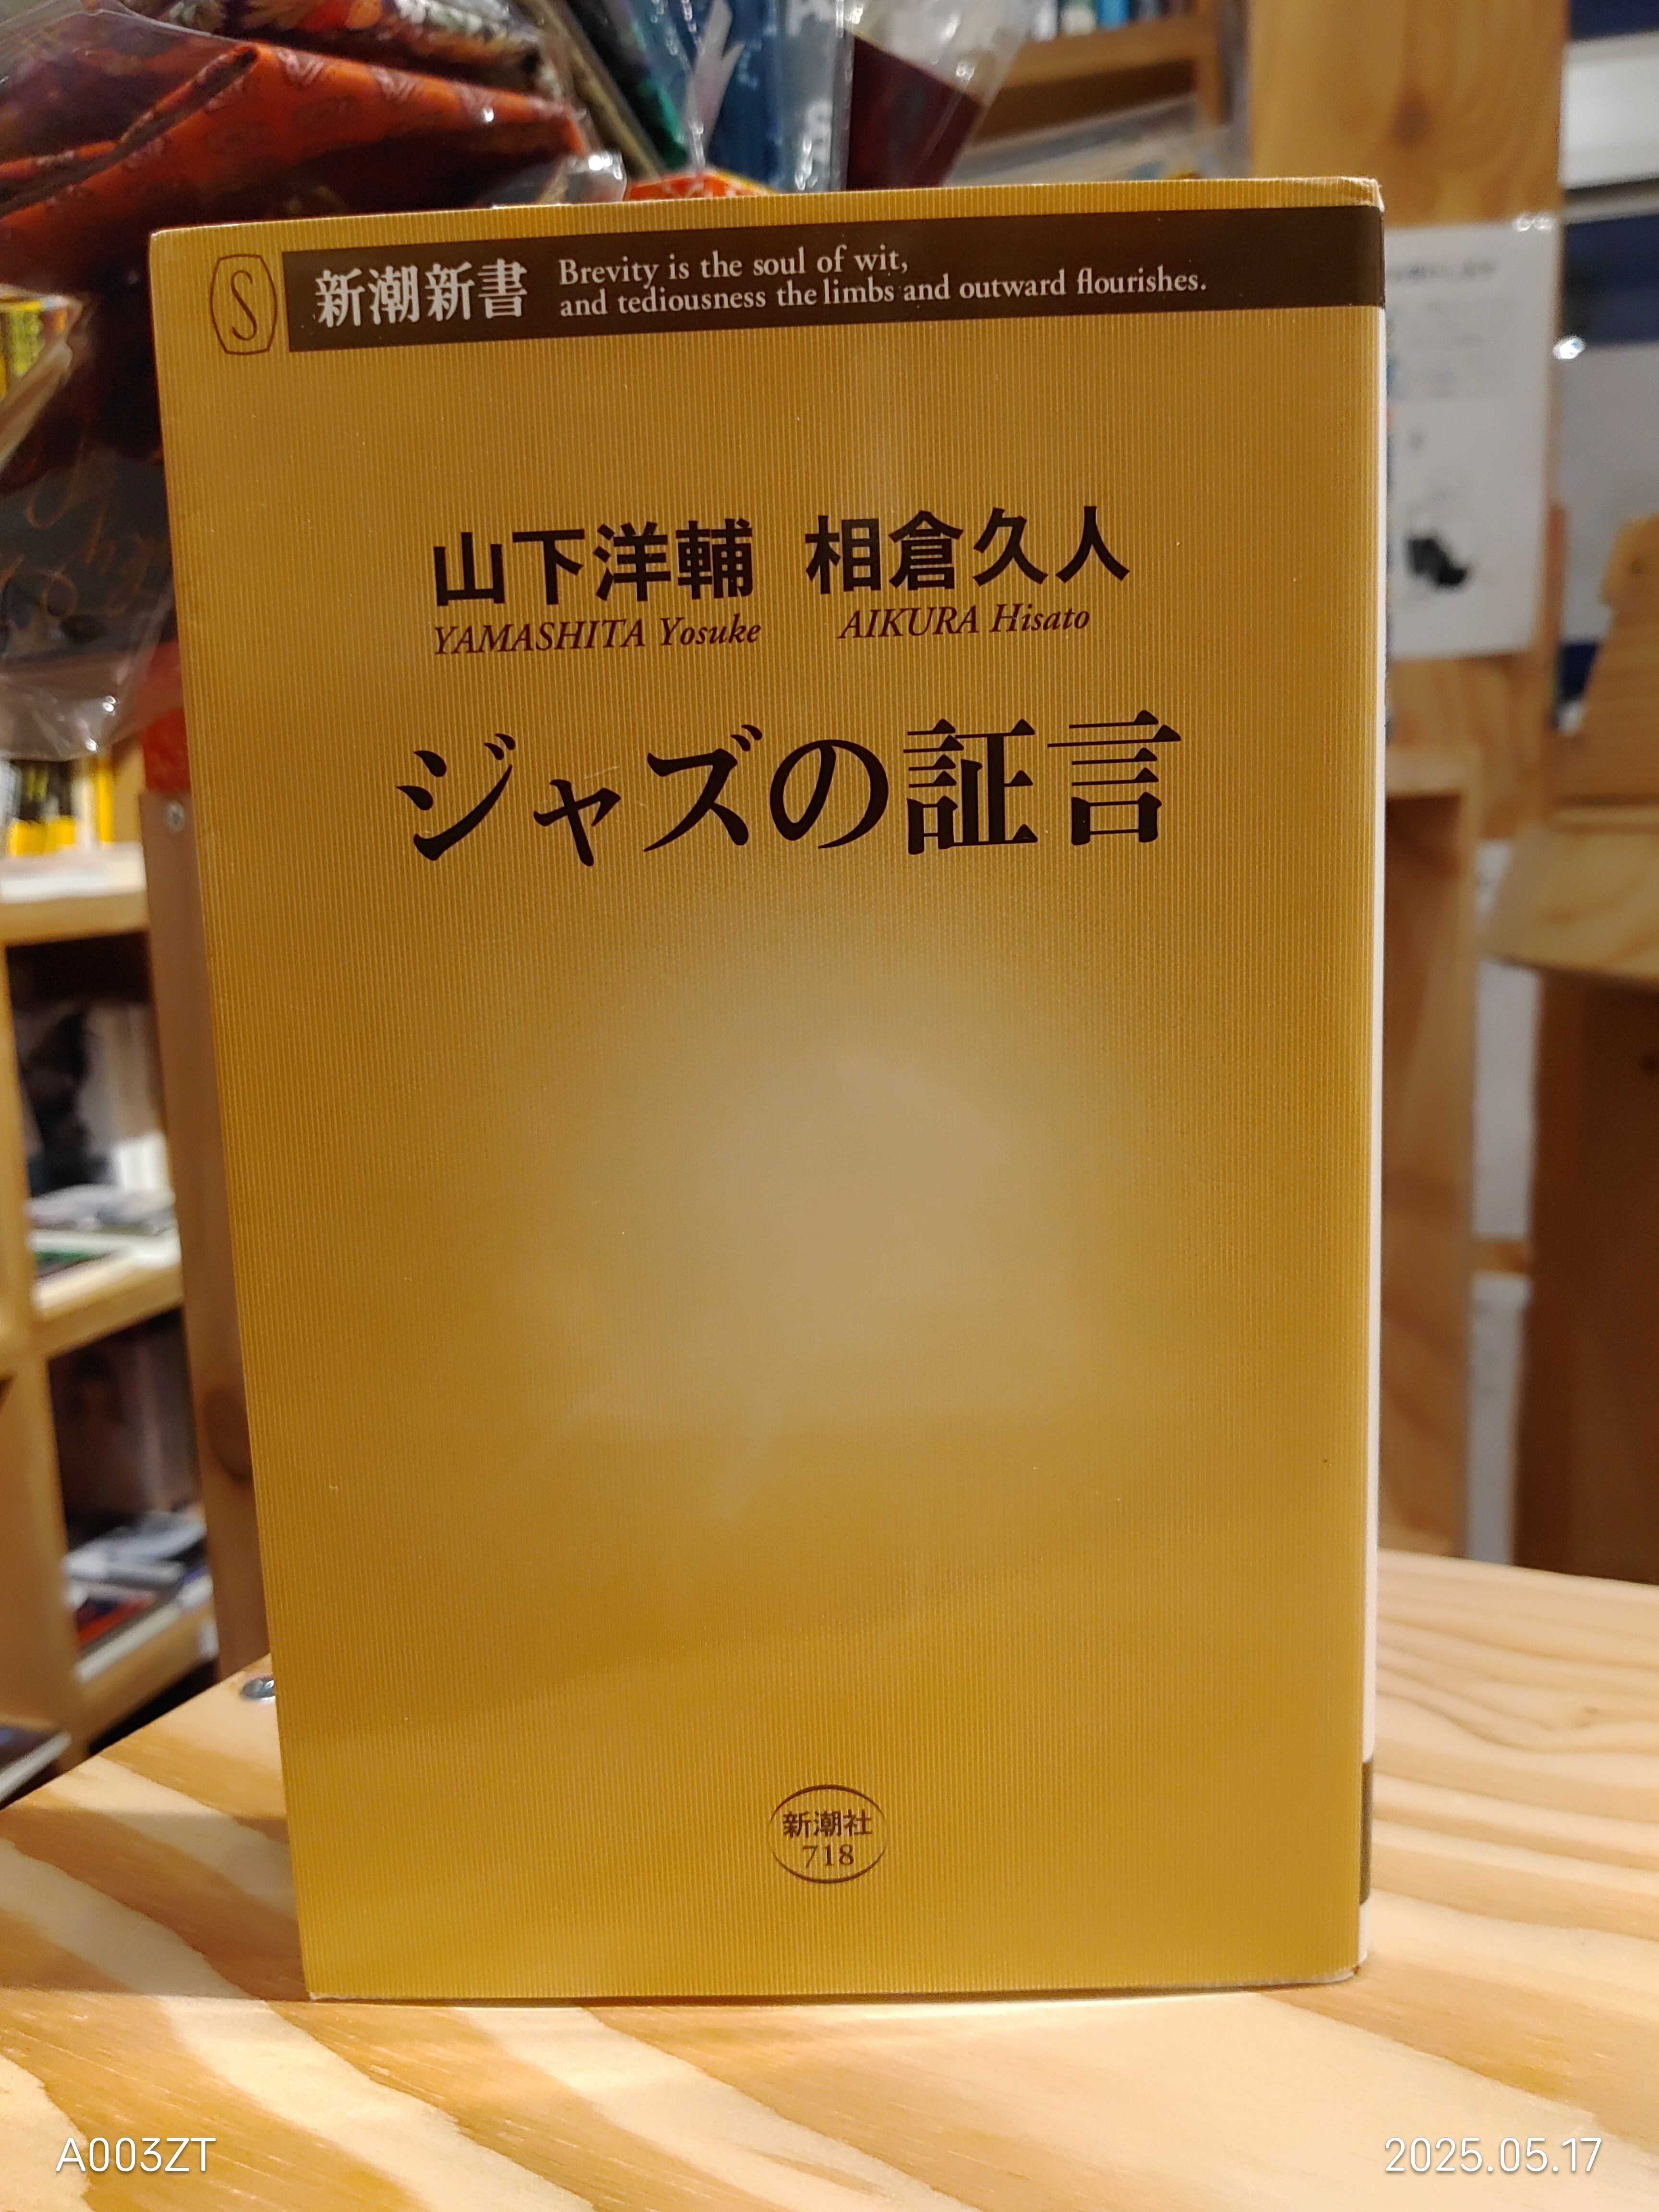 S
新潮新書
Brevity is the soul of wit,
and tediousness the limbs and outward flourishes.
山下洋輔 相倉久人
YAMASHITA Yosuke AIKURA Hisato
ジャズの証言
新潮社
718
A003ZT
2025.05.17